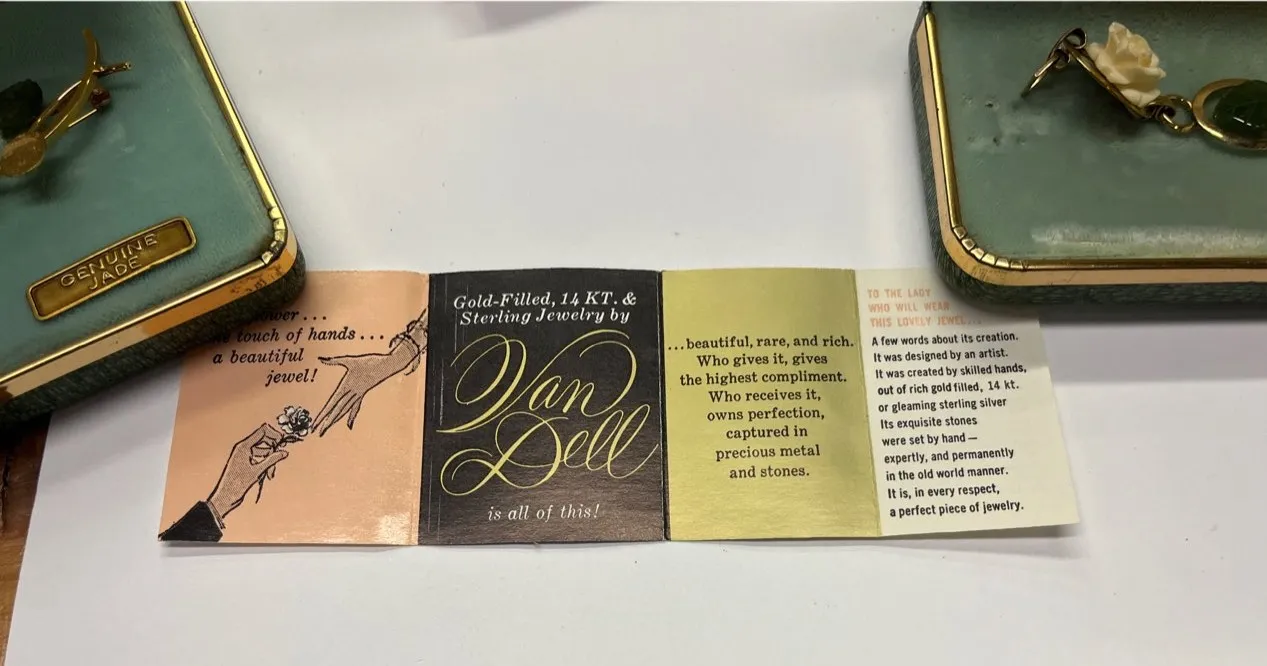 GENUINE
JADE
touch of hands...
a beautiful
jewel!
Gold-Filled, 14 KT. &
Sterling Jewelry by
Van
Dell
is all of this!
...beautiful, rare, and rich.
Who gives it, gives
the highest compliment.
Who receives it,
owns perfection,
captured in
precious metal
and stones.
TO THE LADY
WHO WILL WEAR
THIS LOVELY JEWEL...
A few words about its creation.
It was designed by an artist.
It was created by skilled hands,
out of rich gold filled, 14 kt.
or gleaming sterling silver
Its exquisite stones
were set by hand—
expertly, and permanently
in the old world manner.
It is, in every respect,
a perfect piece of jewelry.